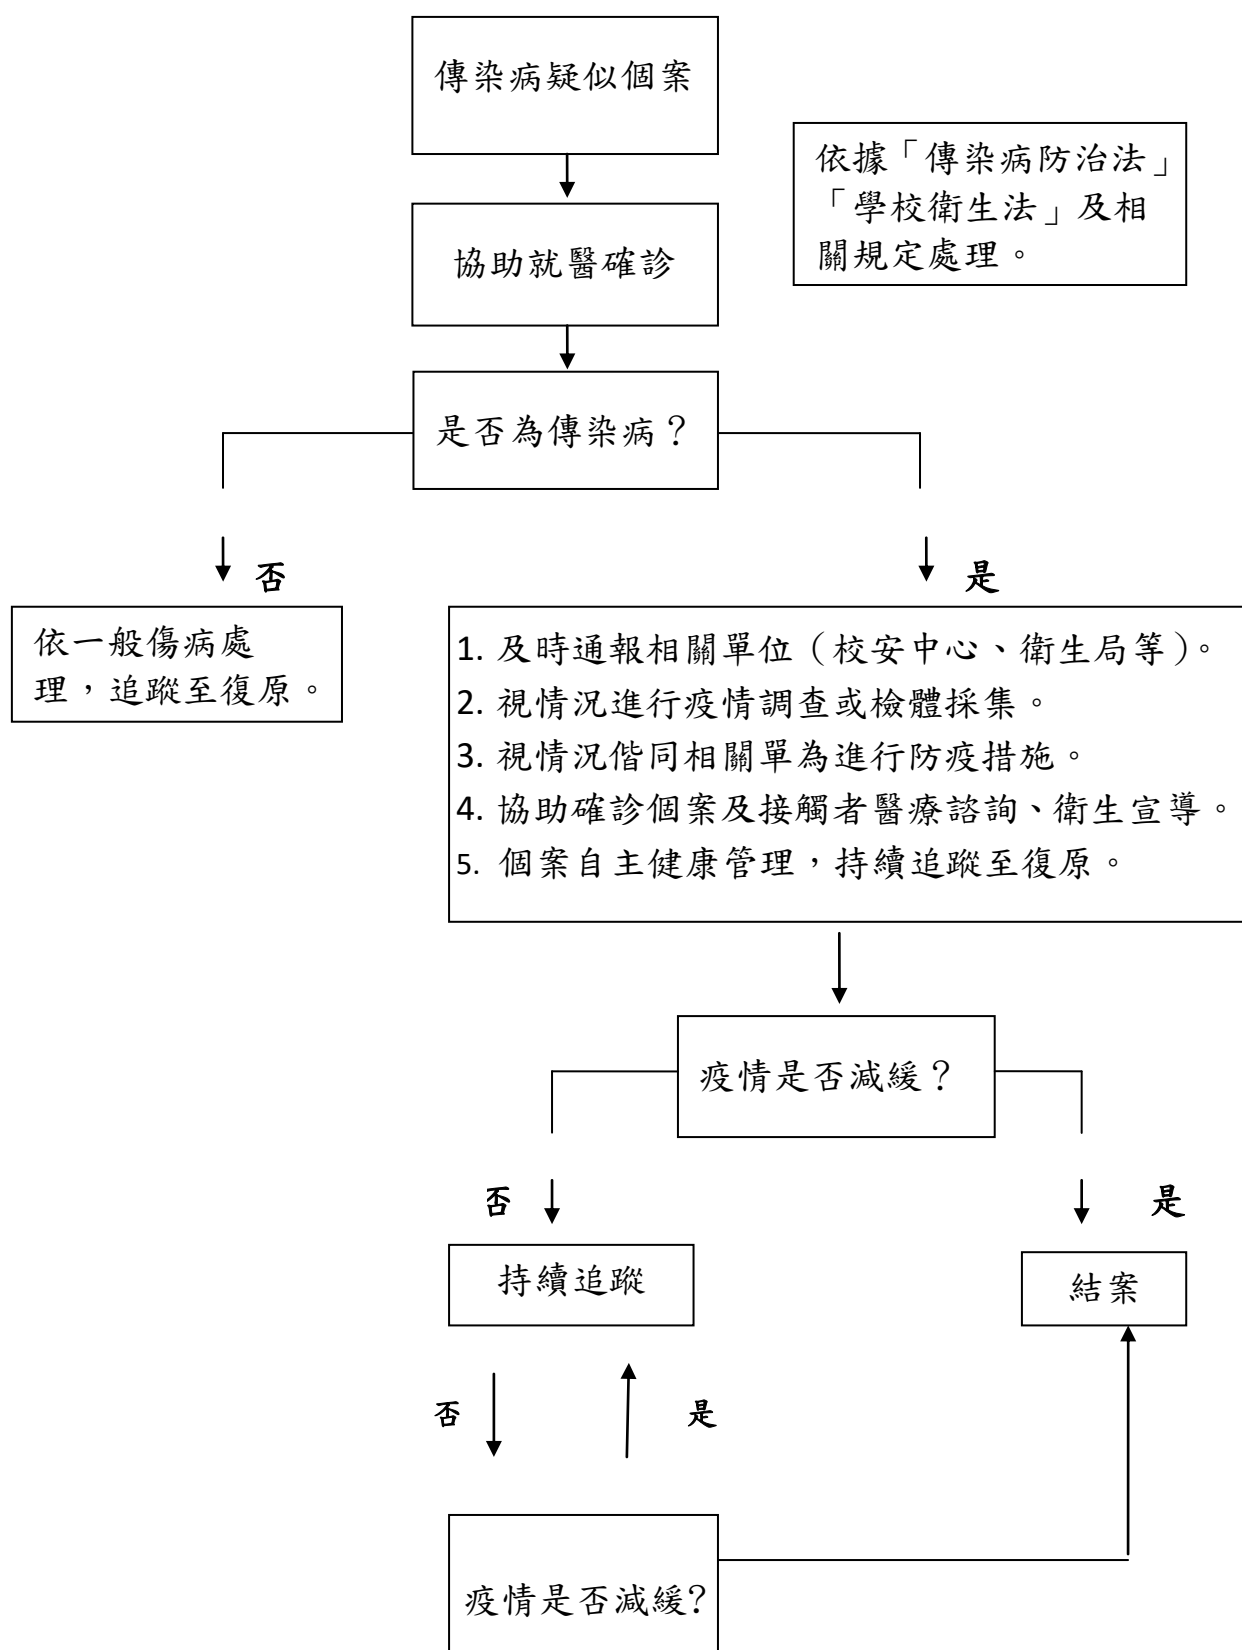 傳染病疑似個案
依據「傳染病防治法」
「學校衛生法」及相
關規定處理。
協助就醫確診
是否為傳染病？
否
是
依一般傷病處
理，追蹤至復原。
1. 及時通報相關單位（校安中心、衛生局等）。
2. 視情況進行疫情調查或檢體採集。
3. 視情況偕同相關單為進行防疫措施。
4. 協助確診個案及接觸者醫療諮詢、衛生宣導。
5. 個案自主健康管理，持續追蹤至復原。
疫情是否減緩？
否
是
持續追蹤
結案
否
是
疫情是否減緩?